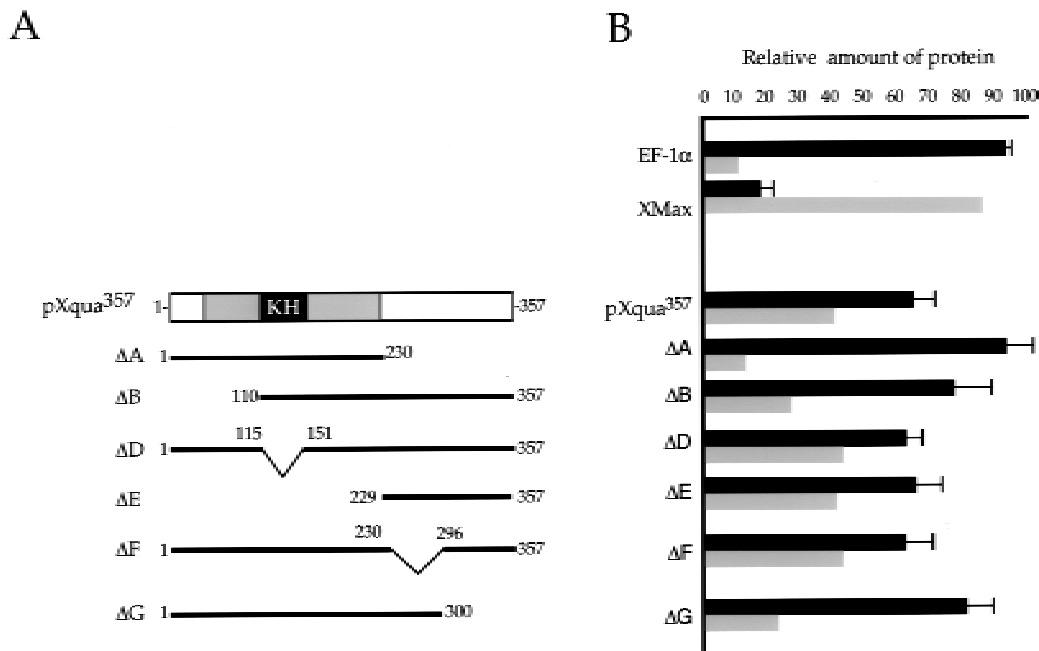 A
pXqua357 1- KH -357
ΔA 1 230
ΔB 110 357
ΔD 1 115 151 357
ΔE 229 357
ΔF 1 230 296 357
ΔG 1 300
B
Relative amount of protein
0 10 20 30 40 50 60 70 80 90 100
EF-1α
XMax
pXqua357
ΔA
ΔB
ΔD
ΔE
ΔF
ΔG